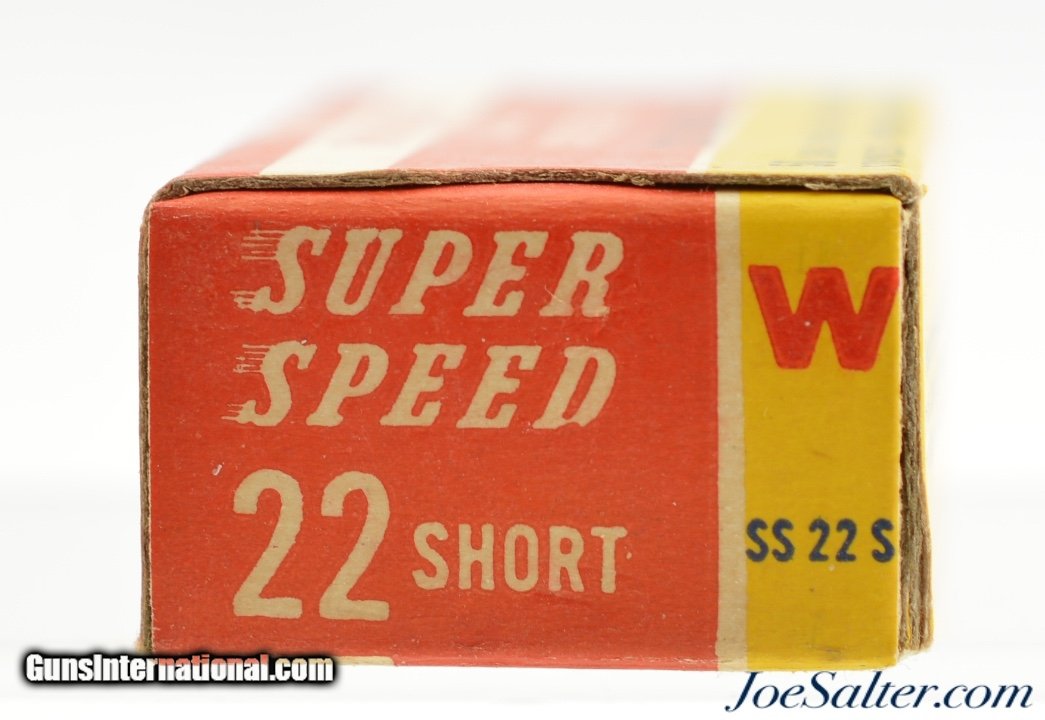 SUPER
SPEED
22 SHORT
W
SS 22 S
GunsInternational.com
JoeSalter.com